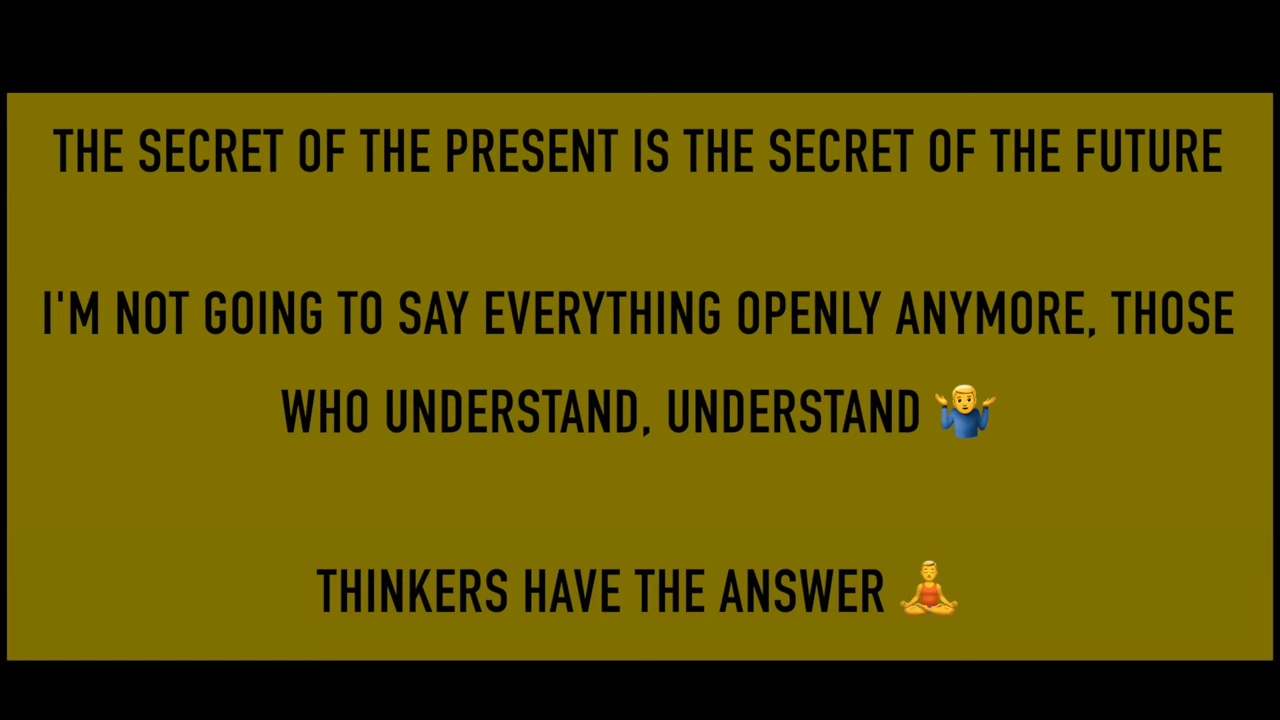 THE SECRET OF THE PRESENT IS THE SECRET OF THE FUTURE
I'M NOT GOING TO SAY EVERYTHING OPENLY ANYMORE, THOSE
WHO UNDERSTAND, UNDERSTAND 🤷‍♂️
THINKERS HAVE THE ANSWER 🧘‍♂️